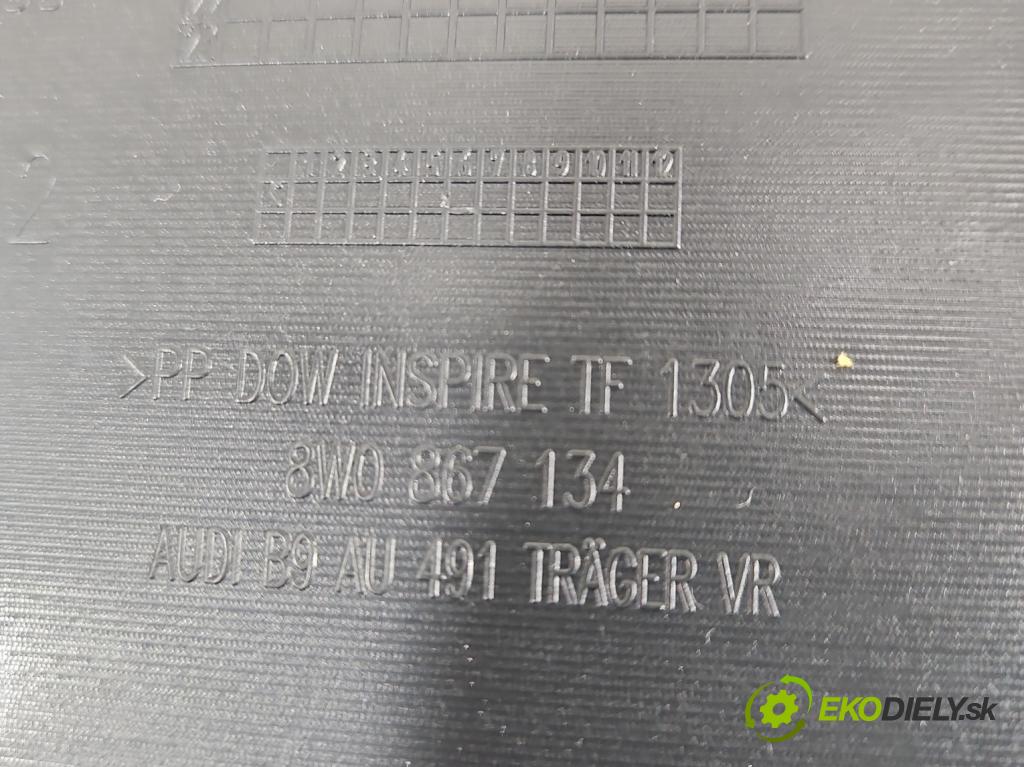 2
1 2 3 4 5 6 7 8 9 10 11 12
>PP DOW INSPIRE TF 1305<
8W0 867 134
AUDI B9 AU 491 TRÄGER VR
EKODIELY.sk